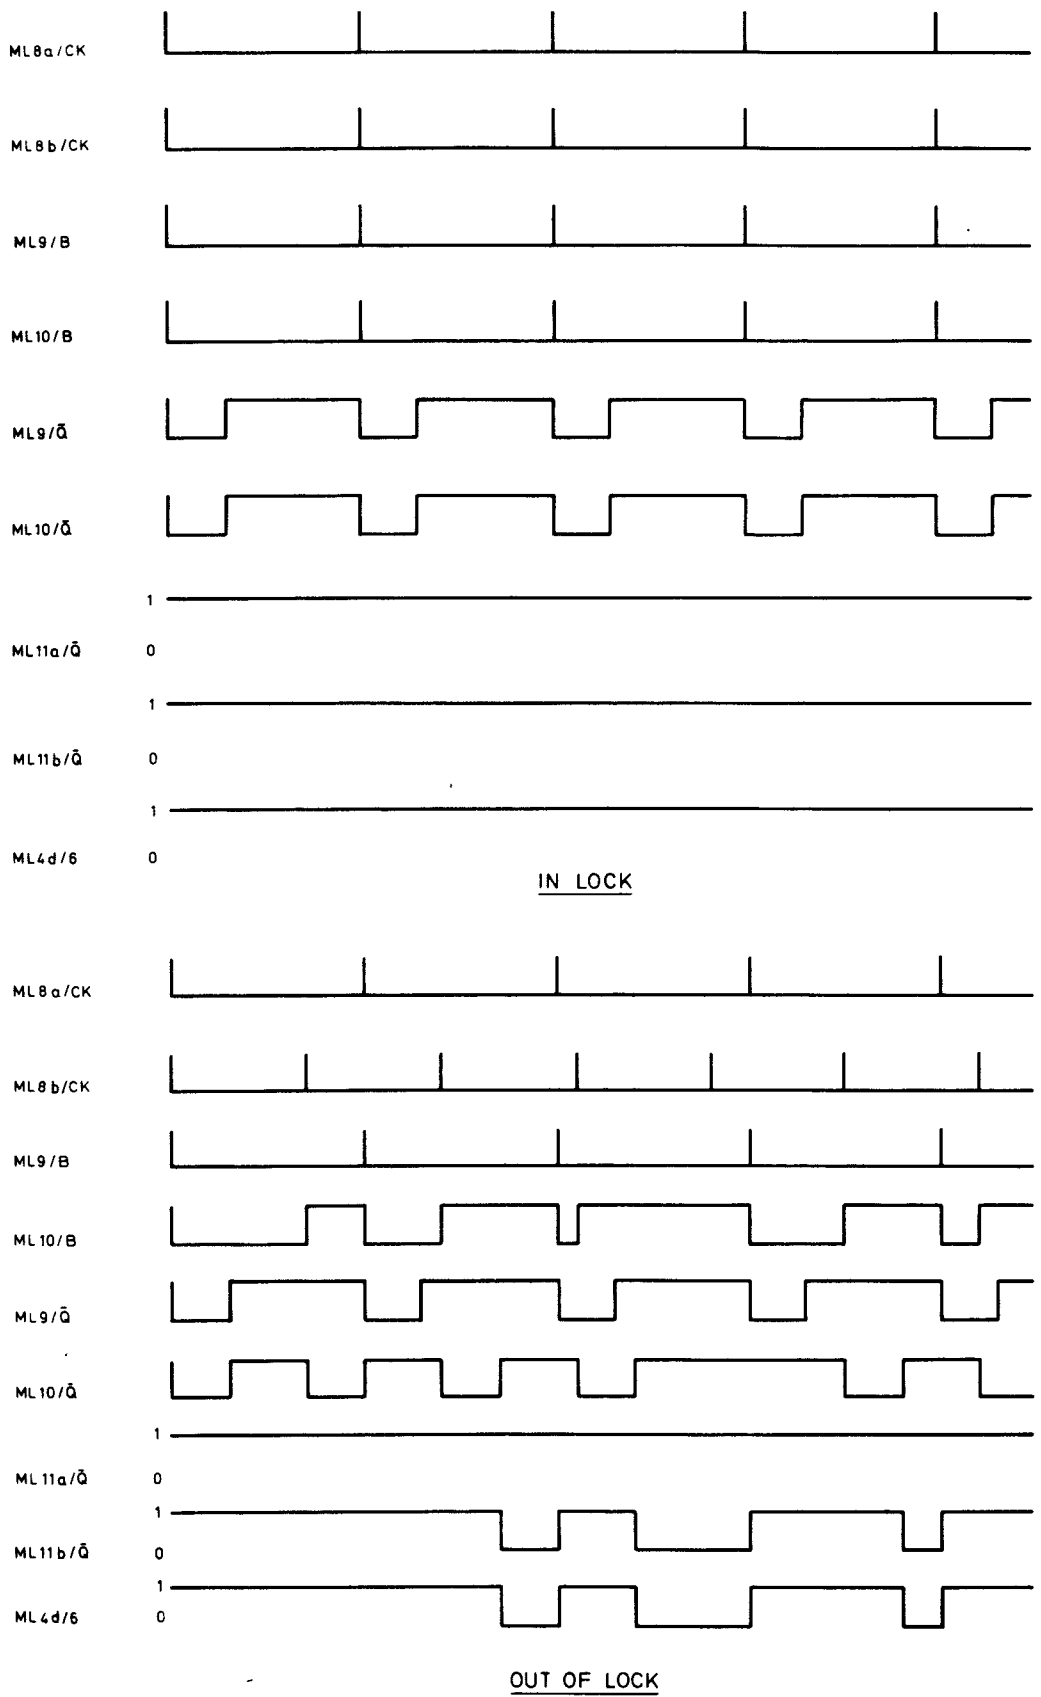 ML8a/CK
ML8b/CK
ML9/B
ML10/B
ML9/Q̄
ML10/Q̄
1
ML11a/Q̄ 0
1
ML11b/Q̄ 0
1
ML4d/6 0
IN LOCK
ML8a/CK
ML8b/CK
ML9/B
ML10/B
ML9/Q̄
ML10/Q̄
1
ML11a/Q̄ 0
1
ML11b/Q̄ 0
1
ML4d/6 0
OUT OF LOCK